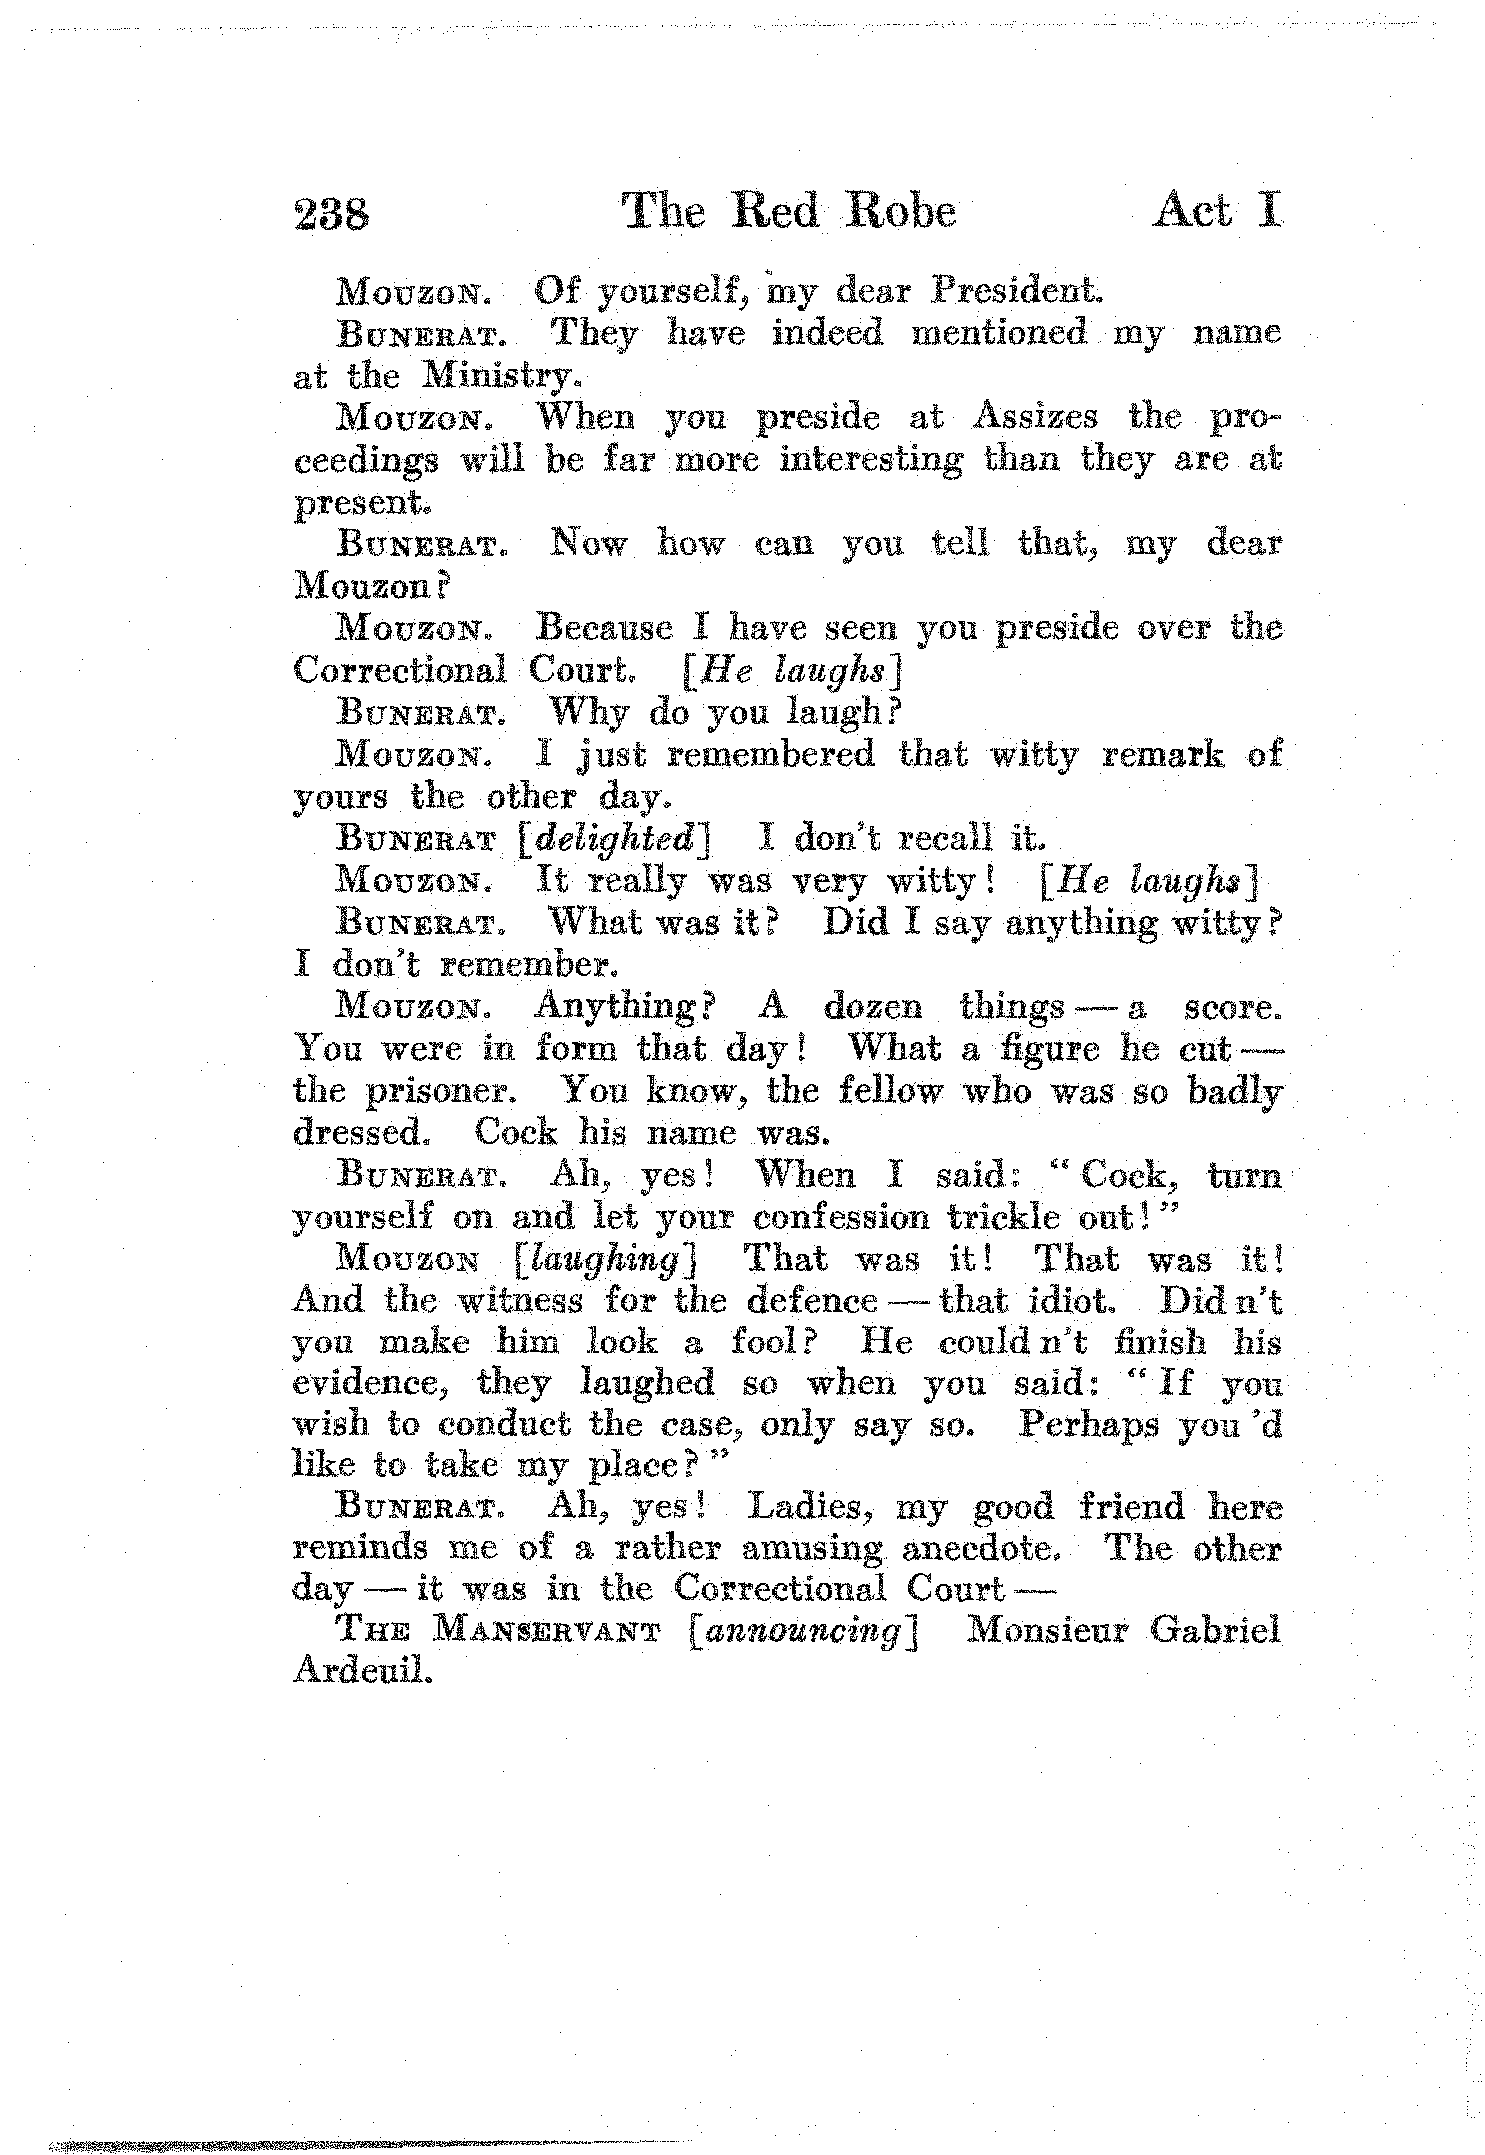 238 The Red Robe Act I
Mouzon. Of yourself, my dear President.
Bunerat. They have indeed mentioned my name
at the Ministry.
Mouzon. When you preside at Assizes the pro-
ceedings will be far more interesting than they are at
present.
Bunerat. Now how can you tell that, my dear
Mouzon?
Mouzon. Because I have seen you preside over the
Correctional Court. [He laughs]
Bunerat. Why do you laugh?
Mouzon. I just remembered that witty remark of
yours the other day.
Bunerat [delighted] I don't recall it.
Mouzon. It really was very witty! [He laughs]
Bunerat. What was it? Did I say anything witty?
I don't remember.
Mouzon. Anything? A dozen things — a score.
You were in form that day! What a figure he cut —
the prisoner. You know, the fellow who was so badly
dressed. Cock his name was.
Bunerat. Ah, yes! When I said: "Cock, turn
yourself on and let your confession trickle out!"
Mouzon [laughing] That was it! That was it!
And the witness for the defence — that idiot. Did n't
you make him look a fool? He could n't finish his
evidence, they laughed so when you said: "If you
wish to conduct the case, only say so. Perhaps you 'd
like to take my place?"
Bunerat. Ah, yes! Ladies, my good friend here
reminds me of a rather amusing anecdote. The other
day — it was in the Correctional Court —
The Manservant [announcing] Monsieur Gabriel
Ardeuil.